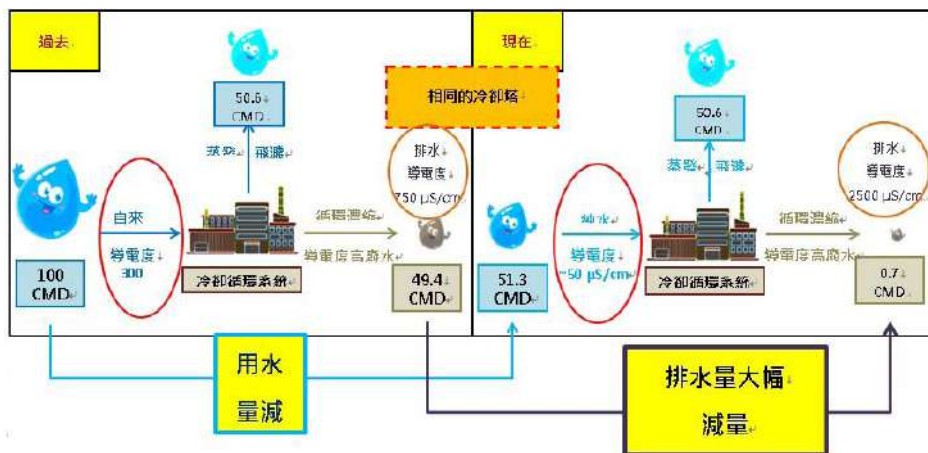 過去
現在
相同的冷卻塔
50.6
CMD
蒸發 飛濺
排水
導電度
750 µS/cm
自來
導電度
300
循環濃縮
導電度高廢水
100
CMD
冷卻循環系統
49.4
CMD
50.6
CMD
蒸發 飛濺
排水
導電度
2500 µS/cm
純水
導電度
~50 µS/cm
循環濃縮
導電度高廢水
51.3
CMD
冷卻循環系統
0.7
CMD
用水
量減
排水量大幅
減量